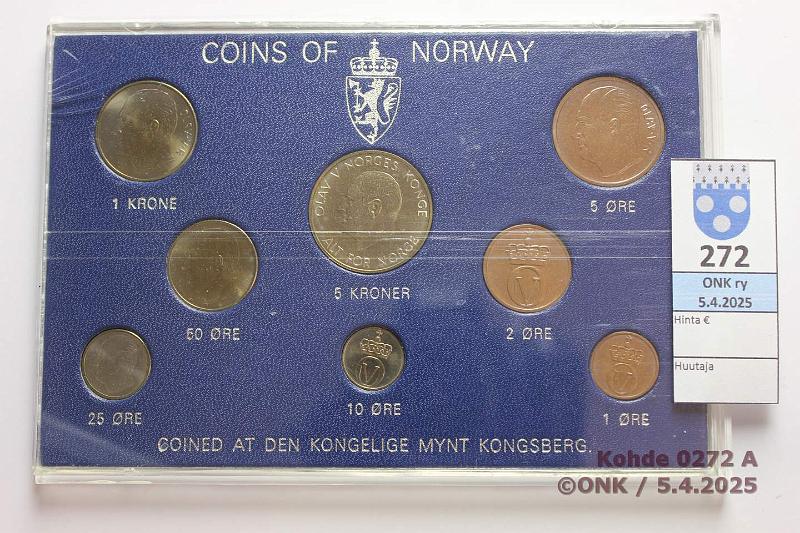 COINS OF NORWAY
1 KRONE
5 ØRE
OLAV V NORGES KONGE
ALT FOR NORGE
5 KRONER
50 ØRE
2 ØRE
25 ØRE
10 ØRE
1 ØRE
COINED AT DEN KONGELIGE MYNT KONGSBERG.
272
ONK ry
5.4.2025
Hinta €
Huutaja
Kohde 0272 A
©ONK / 5.4.2025